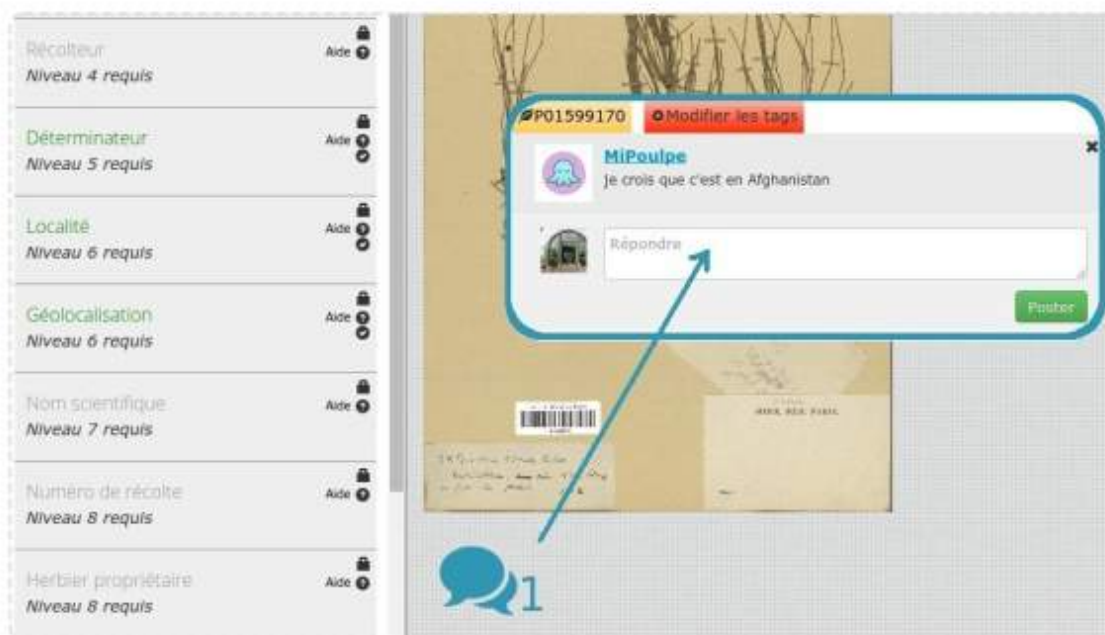 Récolteur
Aide
Niveau 4 requis
Déterminateur
Aide
Niveau 5 requis
Localité
Aide
Niveau 6 requis
Géolocalisation
Aide
Niveau 6 requis
Nom scientifique
Aide
Niveau 7 requis
Numéro de récolte
Aide
Niveau 8 requis
Herbier propriétaire
Aide
Niveau 8 requis
P01599170
Modifier les tags
MiPoulpe
Je crois que c'est en Afghanistan
Répondre
Poster
PARIS
1